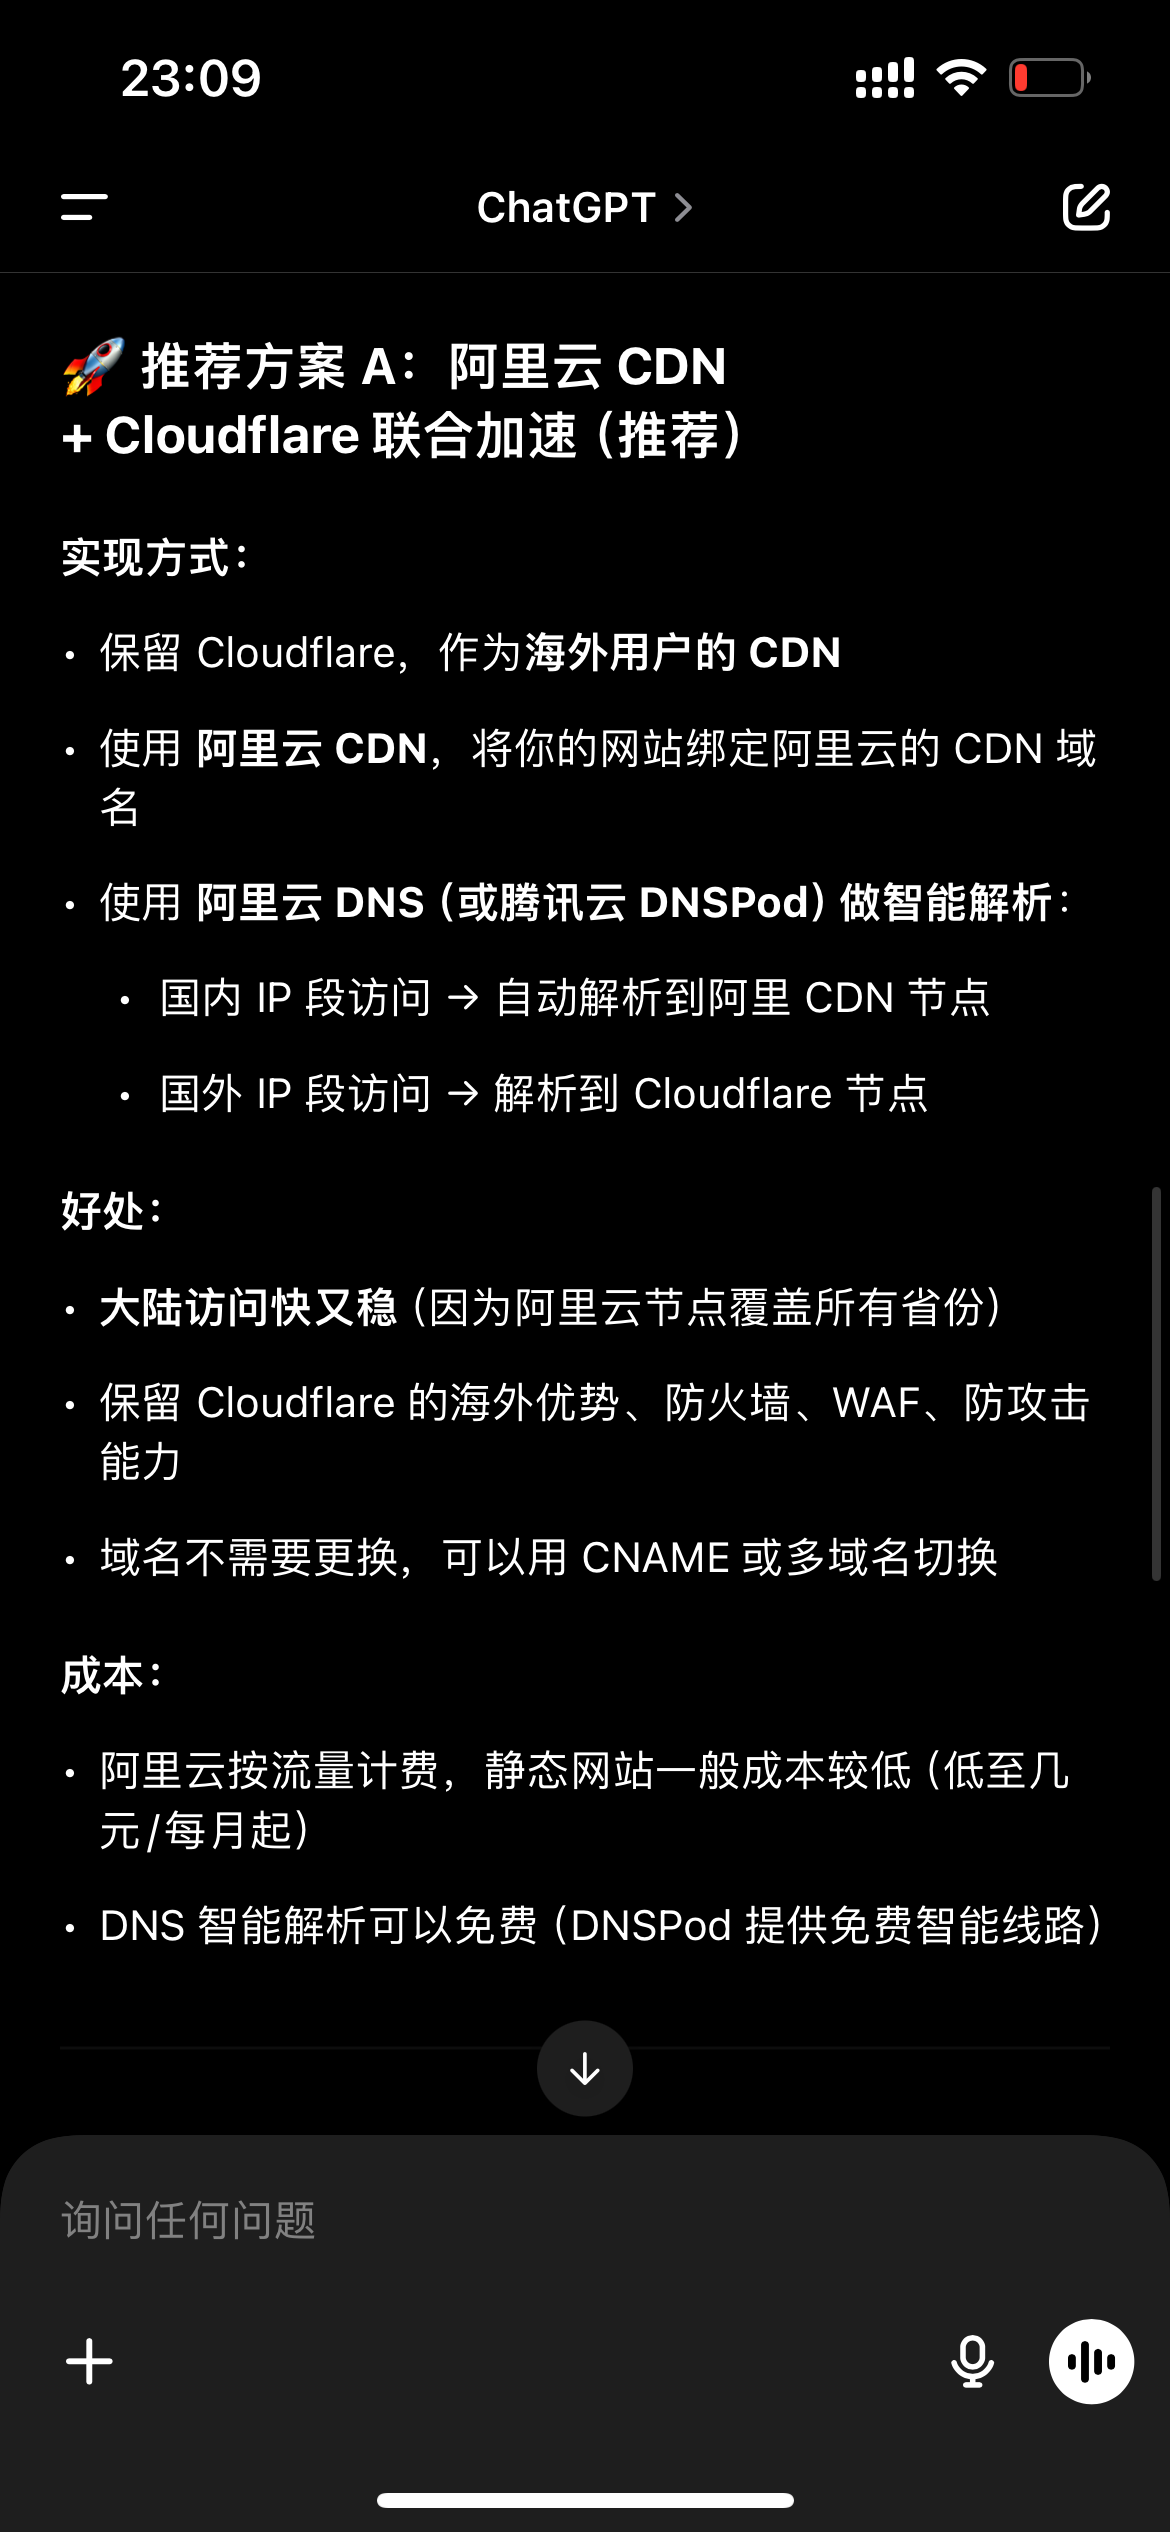 23:09
ChatGPT
🚀 推荐方案 A：阿里云 CDN
+ Cloudflare 联合加速（推荐）
实现方式：
• 保留 Cloudflare，作为海外用户的 CDN
• 使用 阿里云 CDN，将你的网站绑定阿里云的 CDN 域
名
• 使用 阿里云 DNS（或腾讯云 DNSPod）做智能解析：
• 国内 IP 段访问 → 自动解析到阿里 CDN 节点
• 国外 IP 段访问 → 解析到 Cloudflare 节点
好处：
• 大陆访问快又稳（因为阿里云节点覆盖所有省份）
• 保留 Cloudflare 的海外优势、防火墙、WAF、防攻击
能力
• 域名不需要更换，可以用 CNAME 或多域名切换
成本：
• 阿里云按流量计费，静态网站一般成本较低（低至几
元/每月起）
• DNS 智能解析可以免费（DNSPod 提供免费智能线路）
询问任何问题